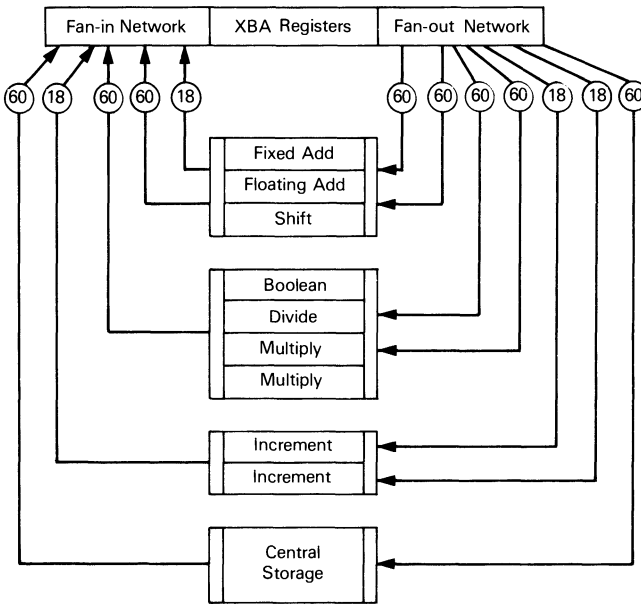 Fan-in Network XBA Registers Fan-out Network
60 18 60 60 18 60 60 60 60 18 18 60
Fixed Add
Floating Add
Shift
Boolean
Divide
Multiply
Multiply
Increment
Increment
Central
Storage